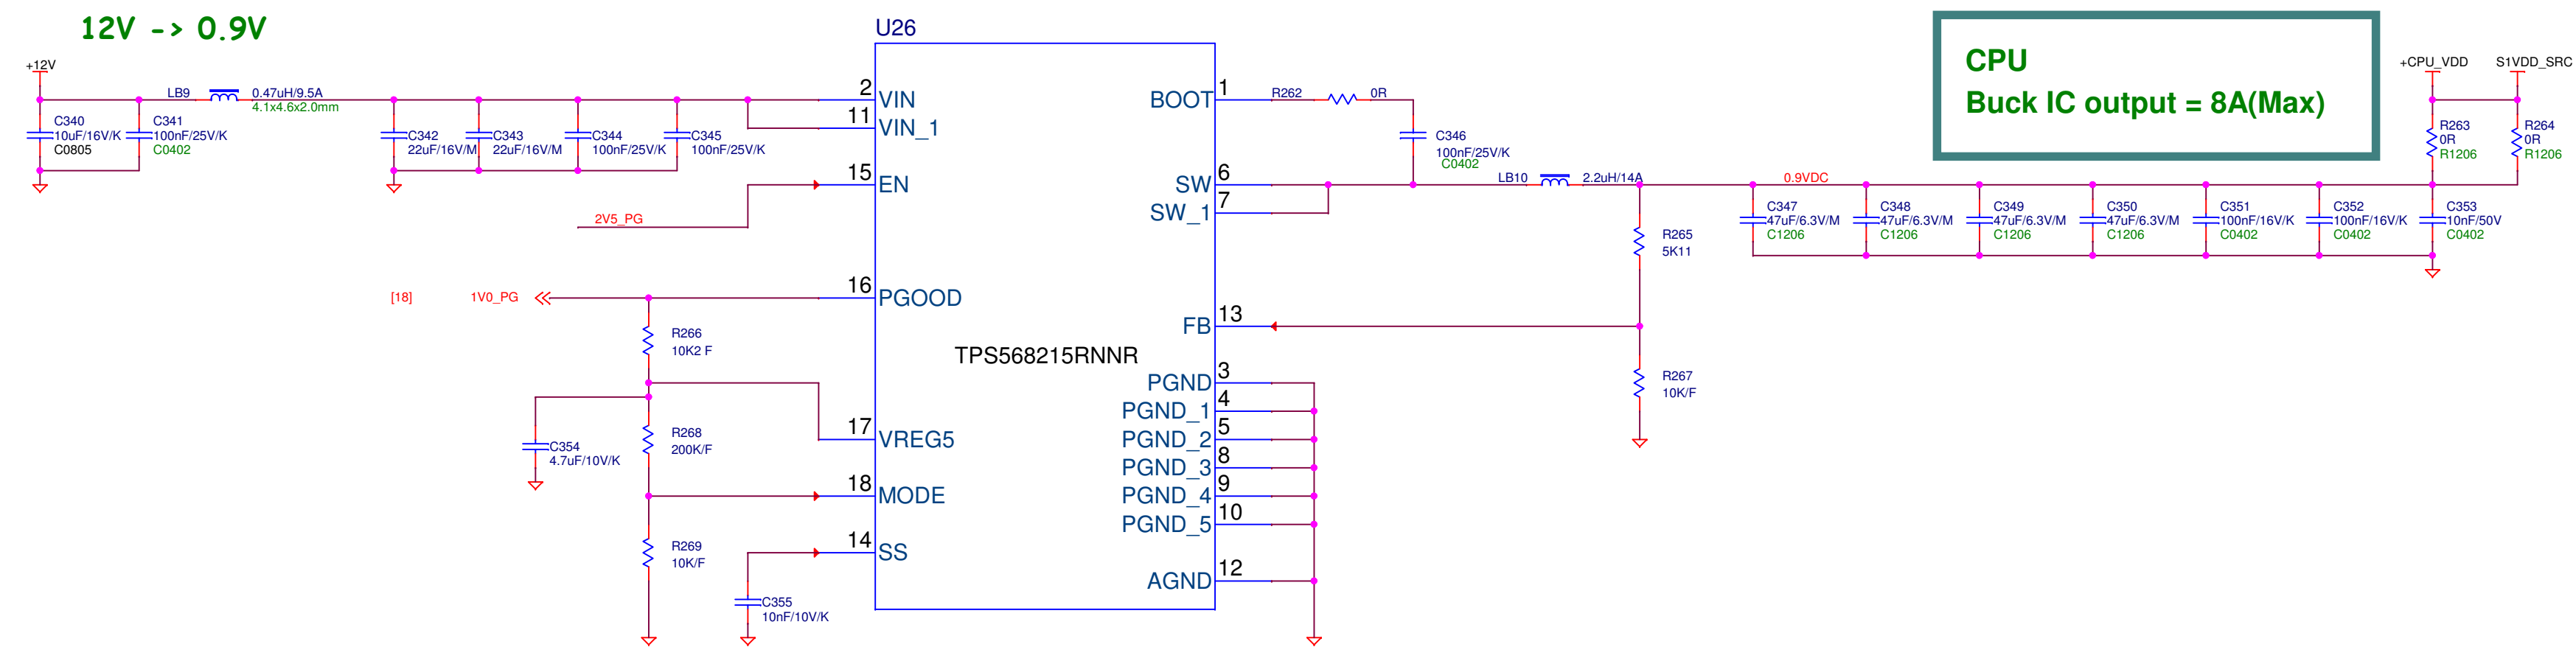 12V -> 0.9V
+12V
C340
10uF/16V/K
C0805
C341
100nF/25V/K
C0402
LB9
0.47uH/9.5A
4.1x4.6x2.0mm
C342
22uF/16V/M
C343
22uF/16V/M
C344
100nF/25V/K
C345
100nF/25V/K
2V5_PG
[18]
1V0_PG
R266
10K2 F
C354
4.7uF/10V/K
R268
200K/F
R269
10K/F
C355
10nF/10V/K
U26
TPS568215RNNR
2
VIN
11
VIN_1
15
EN
16
PGOOD
17
VREG5
18
MODE
14
SS
BOOT
1
SW
6
SW_1
7
FB
13
PGND
3
PGND_1
4
PGND_2
5
PGND_3
8
PGND_4
9
PGND_5
10
AGND
12
R262
0R
C346
100nF/25V/K
C0402
LB10
2.2uH/14A
R265
5K11
R267
10K/F
0.9VDC
C347
47uF/6.3V/M
C1206
C348
47uF/6.3V/M
C1206
C349
47uF/6.3V/M
C1206
C350
47uF/6.3V/M
C1206
C351
100nF/16V/K
C0402
C352
100nF/16V/K
C0402
C353
10nF/50V
C0402
CPU
Buck IC output = 8A(Max)
+CPU_VDD
S1VDD_SRC
R263
0R
R1206
R264
0R
R1206